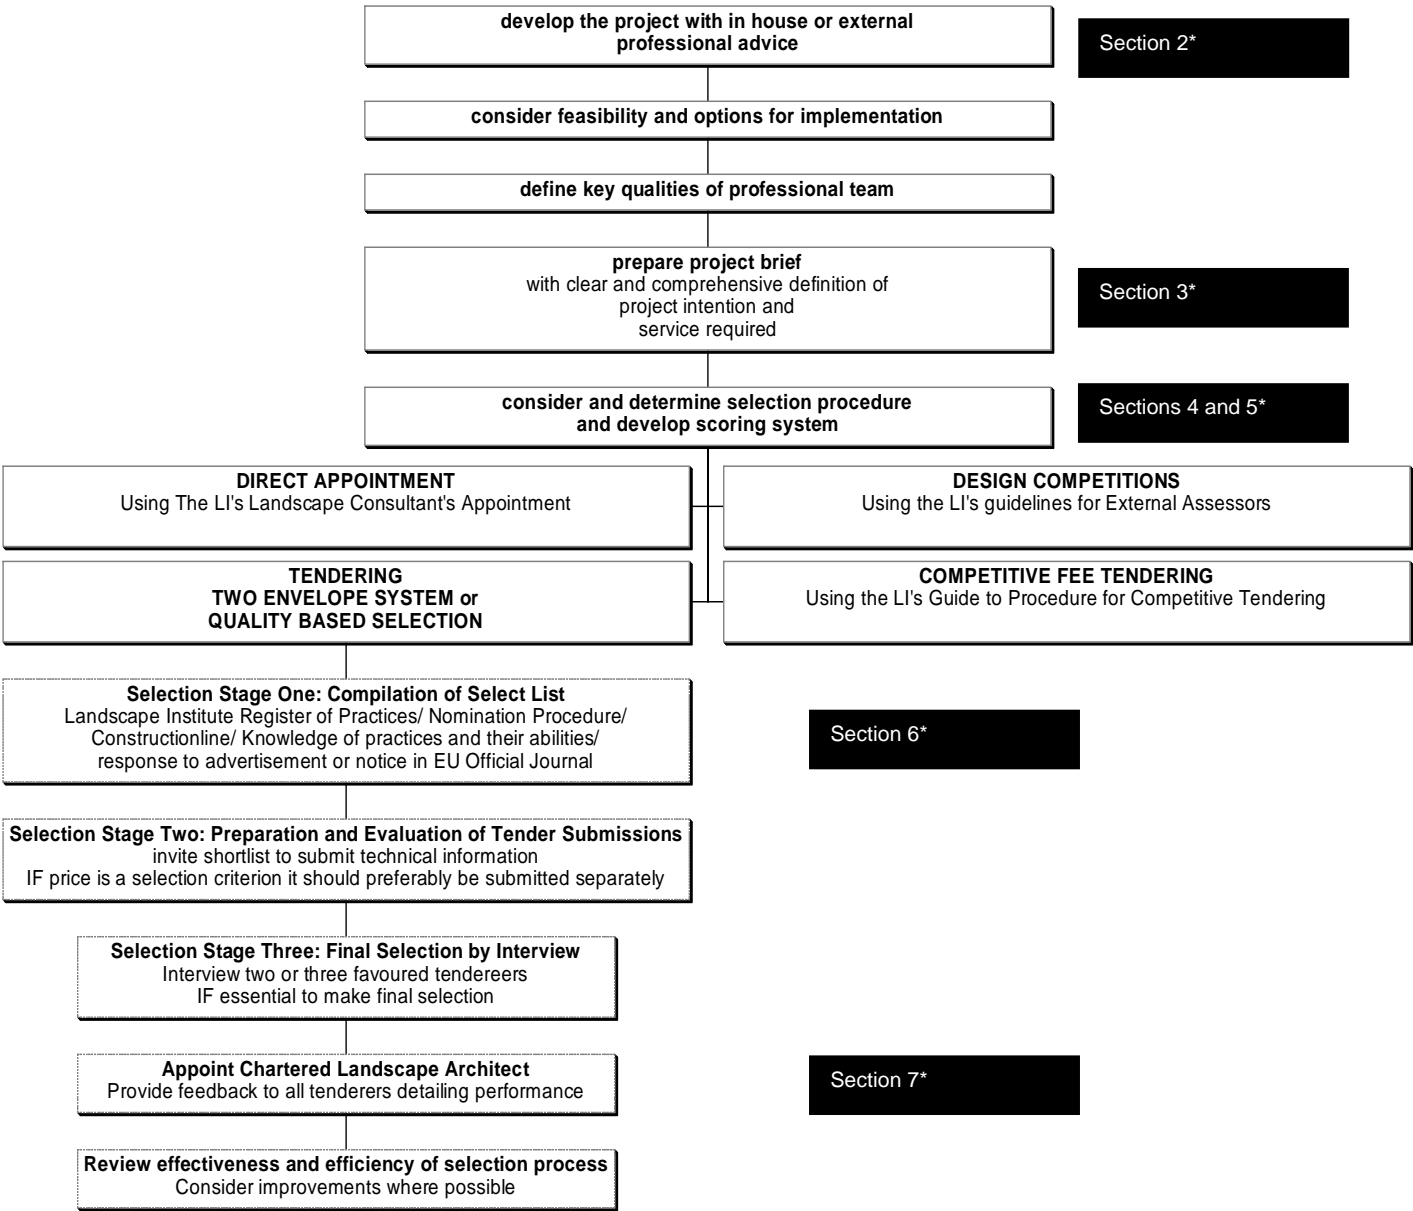 develop the project with in house or external
professional advice
Section 2*
consider feasibility and options for implementation
define key qualities of professional team
prepare project brief
with clear and comprehensive definition of
project intention and
service required
Section 3*
consider and determine selection procedure
and develop scoring system
Sections 4 and 5*
DIRECT APPOINTMENT
Using The LI's Landscape Consultant's Appointment
DESIGN COMPETITIONS
Using the LI's guidelines for External Assessors
TENDERING
TWO ENVELOPE SYSTEM or
QUALITY BASED SELECTION
COMPETITIVE FEE TENDERING
Using the LI's Guide to Procedure for Competitive Tendering
Selection Stage One: Compilation of Select List
Landscape Institute Register of Practices/ Nomination Procedure/
Constructionline/ Knowledge of practices and their abilities/
response to advertisement or notice in EU Official Journal
Section 6*
Selection Stage Two: Preparation and Evaluation of Tender Submissions
invite shortlist to submit technical information
IF price is a selection criterion it should preferably be submitted separately
Selection Stage Three: Final Selection by Interview
Interview two or three favoured tendereers
IF essential to make final selection
Appoint Chartered Landscape Architect
Provide feedback to all tenderers detailing performance
Section 7*
Review effectiveness and efficiency of selection process
Consider improvements where possible